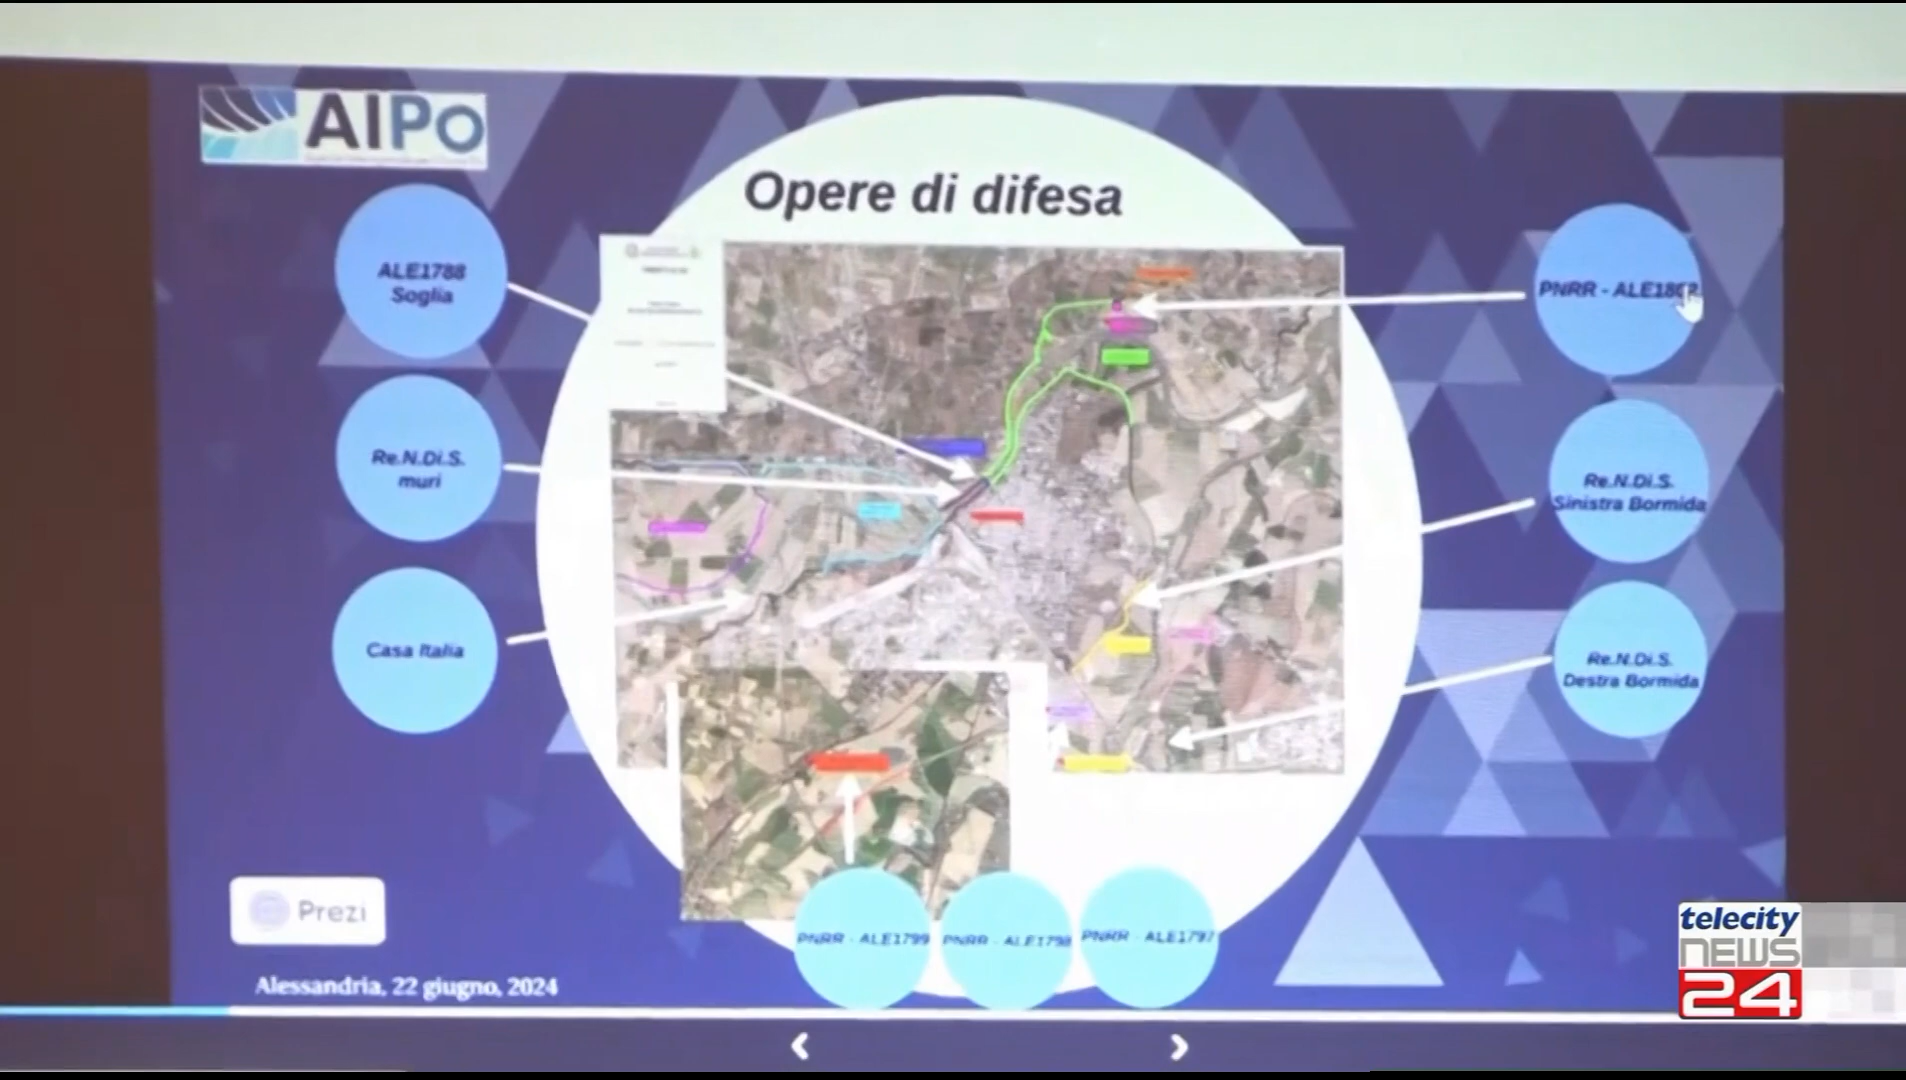 AIPo
Opere di difesa
ALE1788
Soglia
Re.N.Di.S.
muri
Casa Italia
Re.N.Di.S.
Sinistra Bormida
Re.N.Di.S.
Destra Bormida
PNRR -
PNRR - ALE1799
PNRR - ALE1798
PNRR - ALE1797
Prezi
Alessandria, 22 giugno, 2024
telecity
NEWS
24